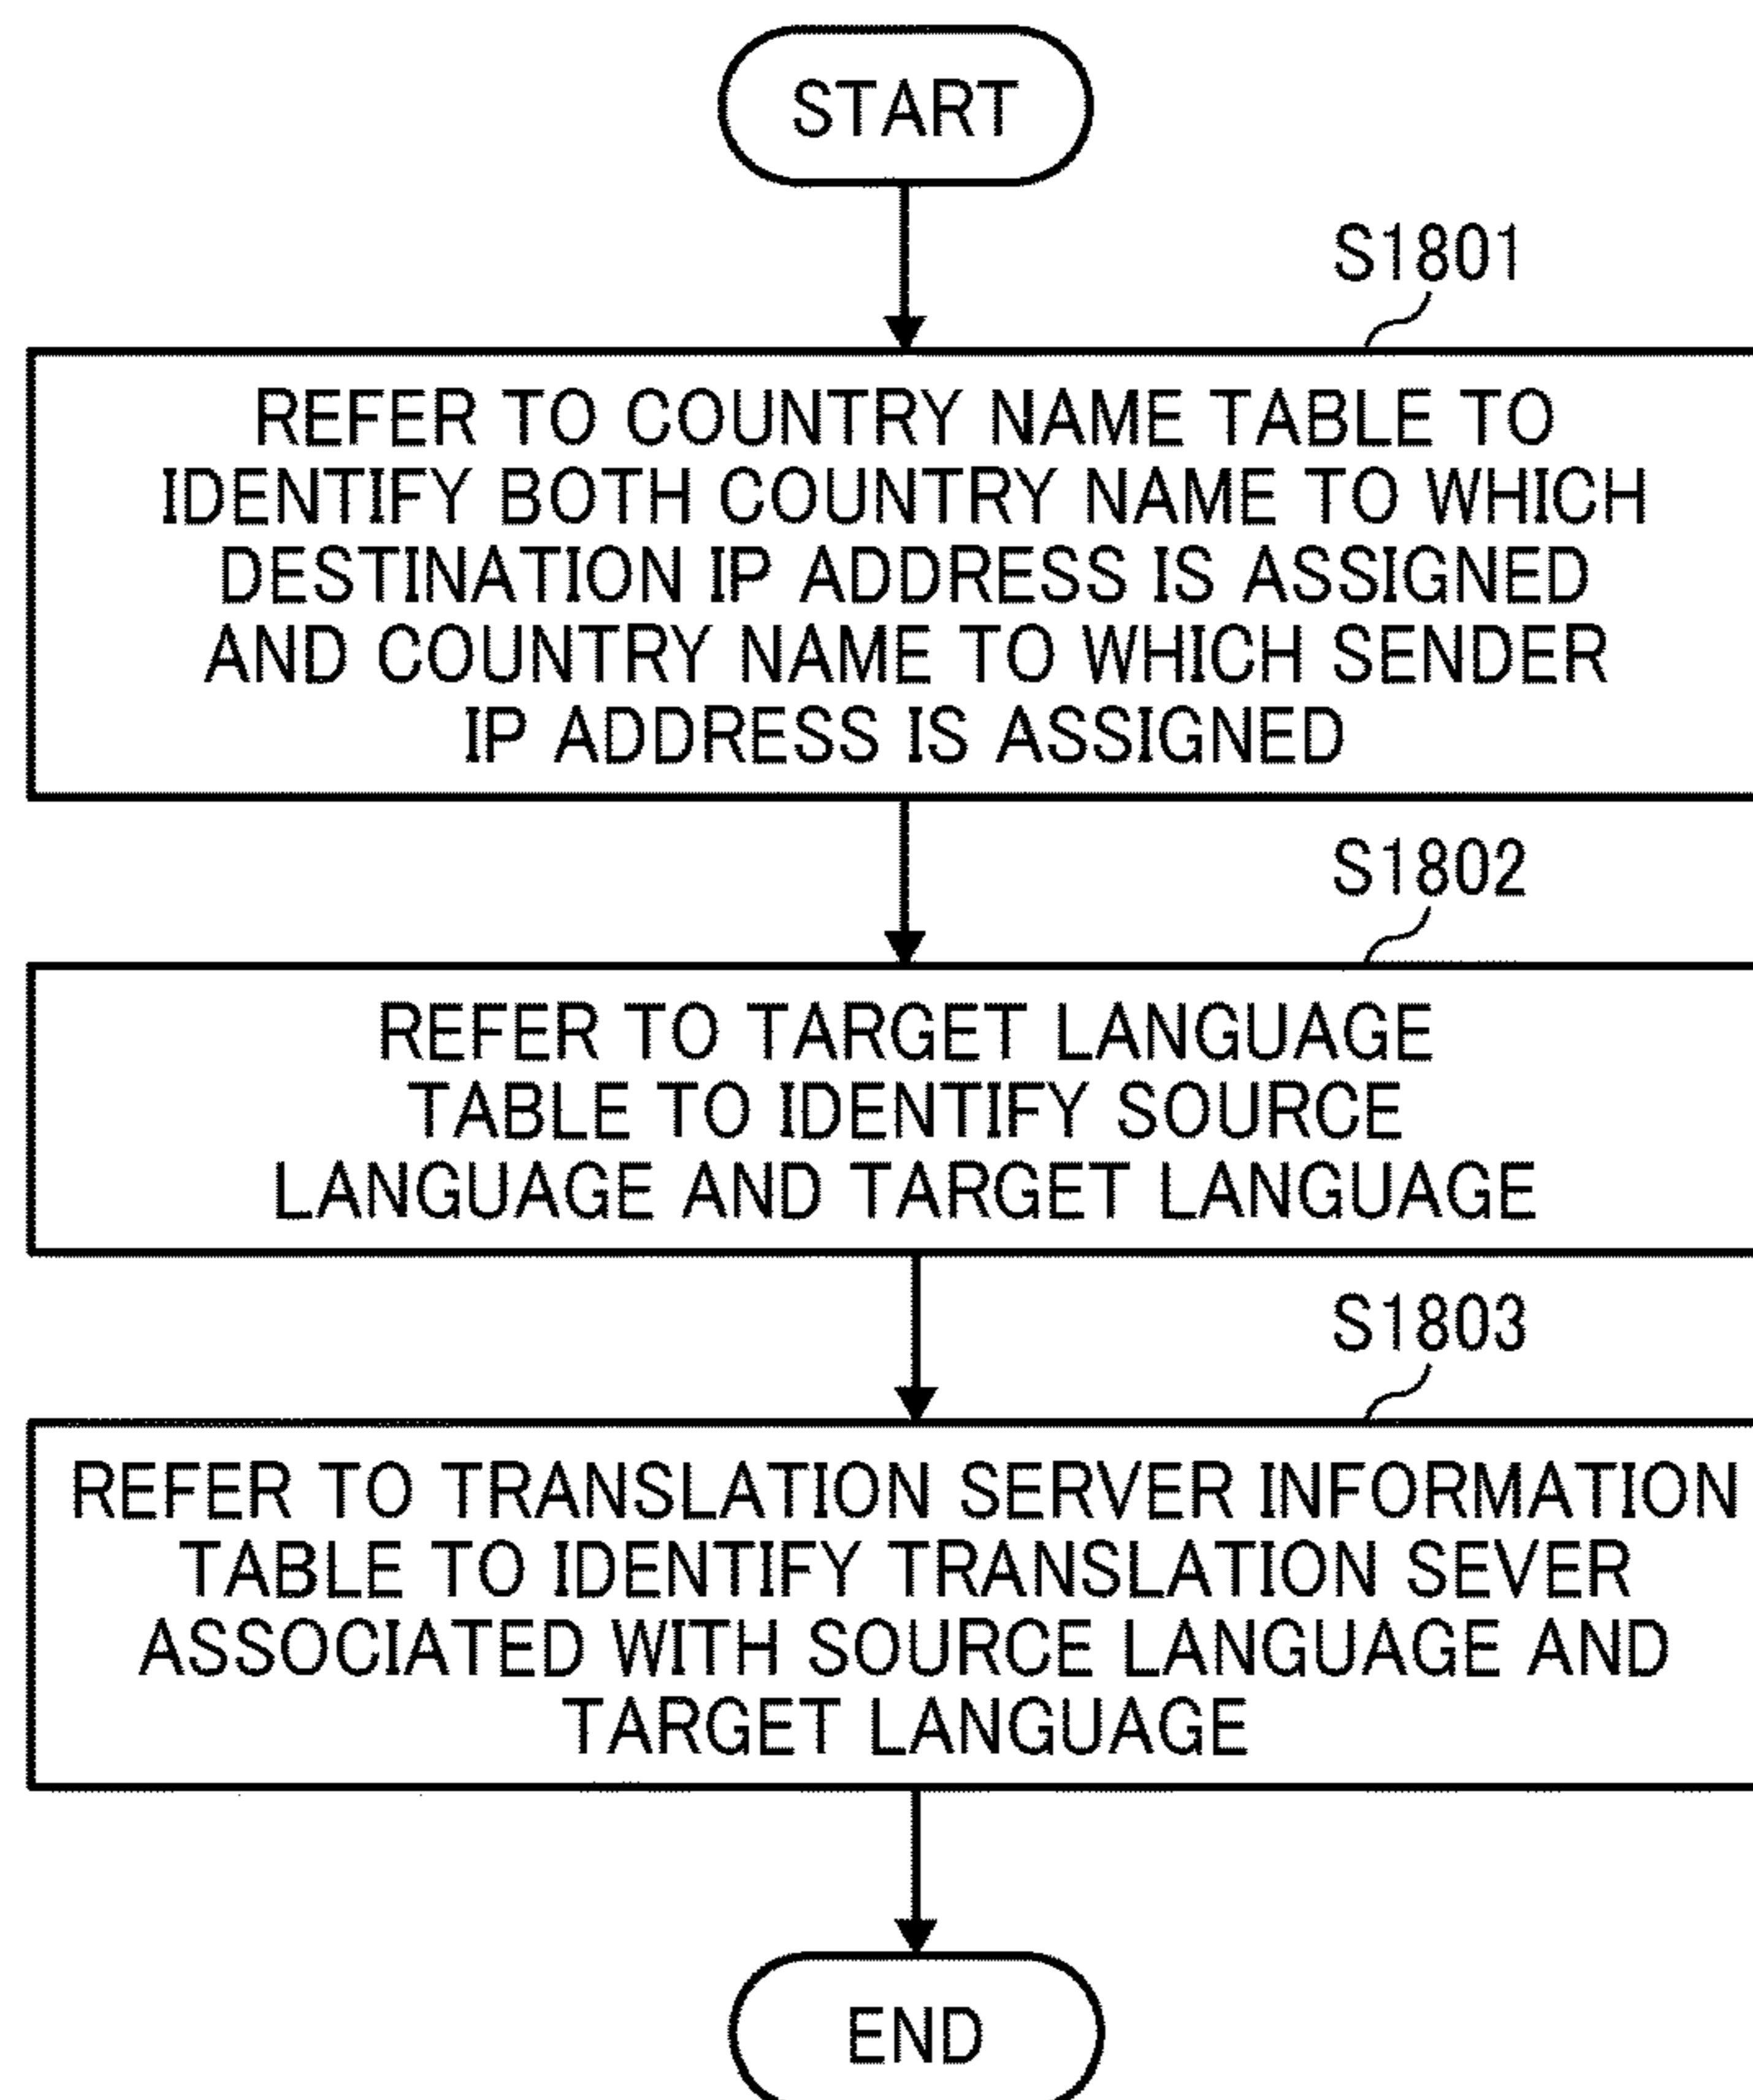 START
S1801
REFER TO COUNTRY NAME TABLE TO
IDENTIFY BOTH COUNTRY NAME TO WHICH
DESTINATION IP ADDRESS IS ASSIGNED
AND COUNTRY NAME TO WHICH SENDER
IP ADDRESS IS ASSIGNED
S1802
REFER TO TARGET LANGUAGE
TABLE TO IDENTIFY SOURCE
LANGUAGE AND TARGET LANGUAGE
S1803
REFER TO TRANSLATION SERVER INFORMATION
TABLE TO IDENTIFY TRANSLATION SEVER
ASSOCIATED WITH SOURCE LANGUAGE AND
TARGET LANGUAGE
END